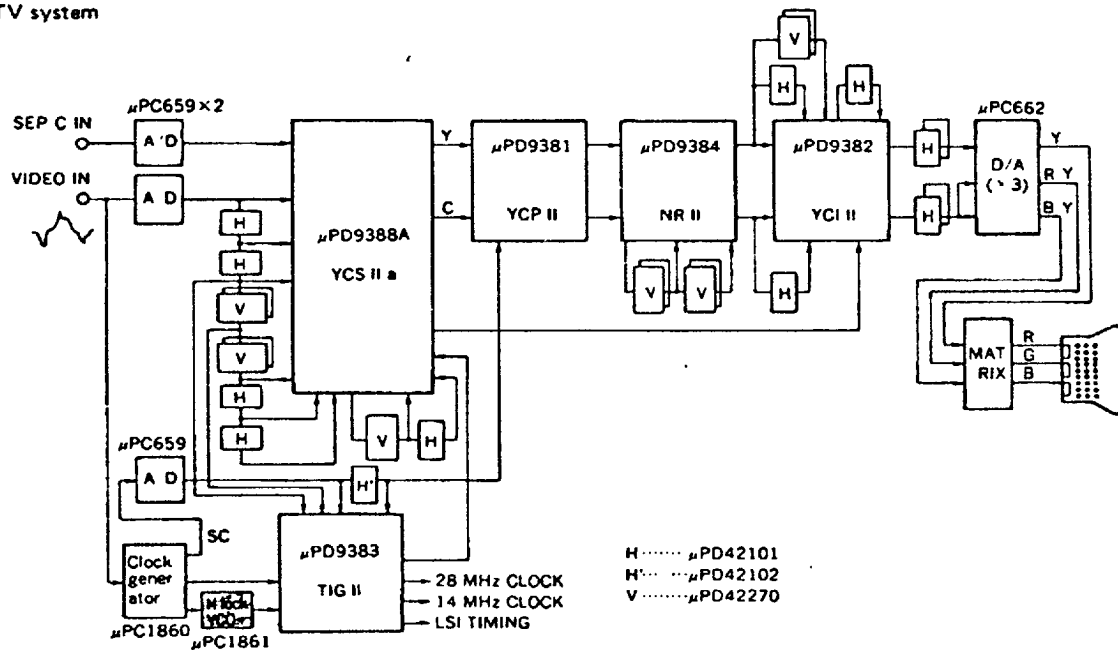 TV system
μPC659×2
SEP C IN
A/D
VIDEO IN
A D
H
H
V
V
H
H
μPD9388A
YCS II a
Y
C
V
H
μPD9381
YCP II
μPD9384
NR II
V
V
V
H
H
μPD9382
YCI II
H
H
H
μPC662
D/A
(×3)
Y
R Y
B Y
MAT
RIX
R
G
B
μPC659
A D
H'
SC
Clock
gener
ator
μPC1860
VCO
μPC1861
μPD9383
TIG II
28 MHz CLOCK
14 MHz CLOCK
LSI TIMING
H ······· μPD42101
H'··· ··μPD42102
V ········μPD42270